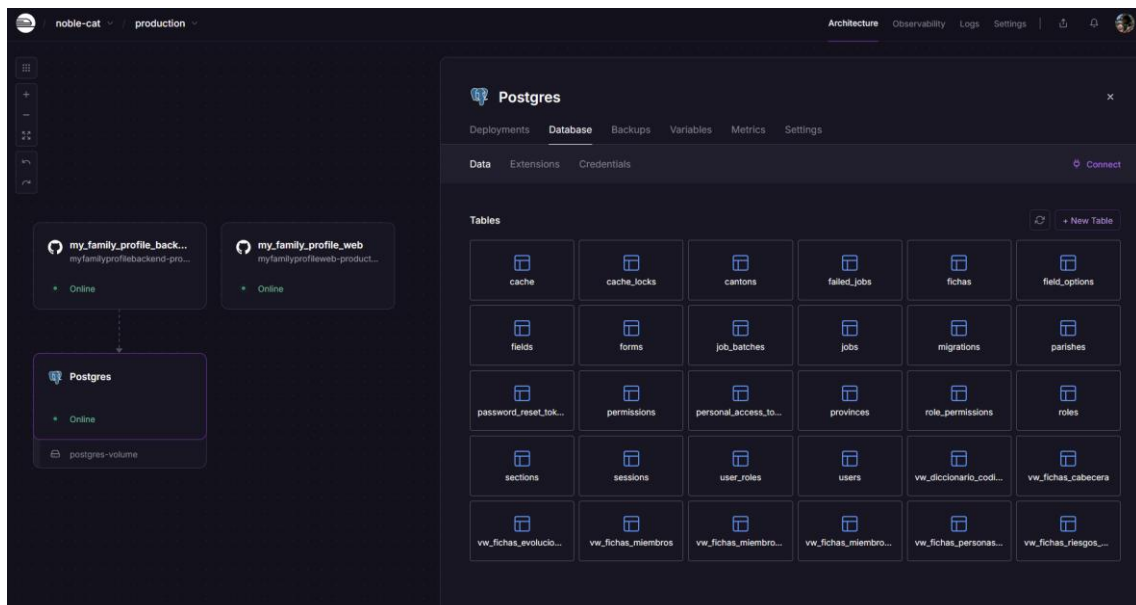 noble-cat / production
Architecture Observability Logs Settings
Postgres
Deployments Database Backups Variables Metrics Settings
Data Extensions Credentials Connect
Tables + New Table
my_family_profile_back...
myfamilyprofilebackend-pro...
Online
my_family_profile_web
myfamilyprofileweb-product...
Online
Postgres
Online
postgres-volume
cache cache_locks cantons failed_jobs fichas field_options
fields forms job_batches jobs migrations parishes
password_reset_tok... permissions personal_access_to... provinces role_permissions roles
sections sessions user_roles users vw_diccionario_codi... vw_fichas_cabecera
vw_fichas_evolucio... vw_fichas_miembros vw_fichas_miembro... vw_fichas_miembro... vw_fichas_personas... vw_fichas_riesgos_...